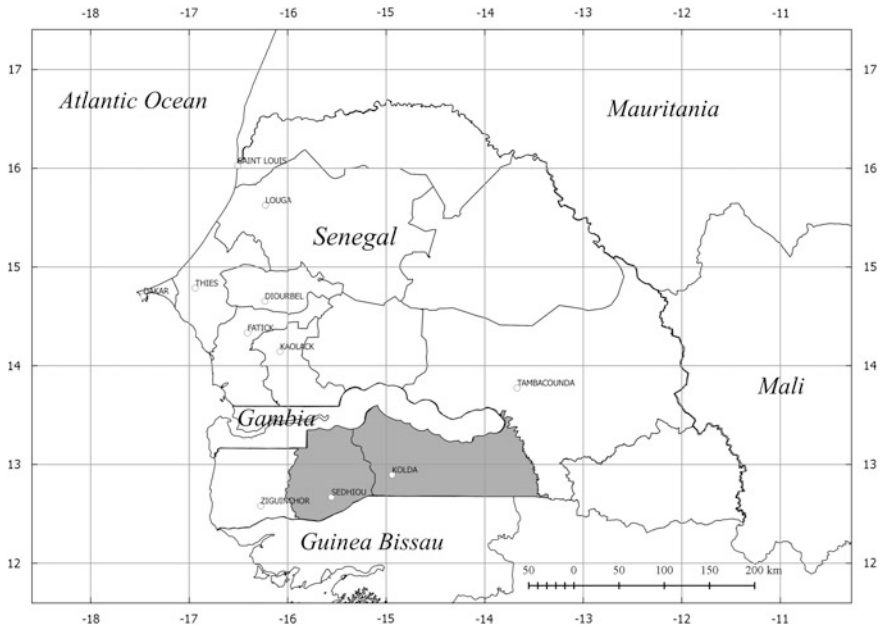 -18 -17 -16 -15 -14 -13 -12 -11
17 17
Atlantic Ocean
Mauritania
16 16
SAINT LOUIS
LOUGA
Senegal
15 15
DAKAR
THIES
DIOURBEL
FATICK
KAOLACK
14 14
TAMBACOUNDA
Mali
Gambia
13 13
KOLDA
SEDHIOU
ZIGUINCHOR
Guinea Bissau
12 12
50 0 50 100 150 200 km
-18 -17 -16 -15 -14 -13 -12 -11